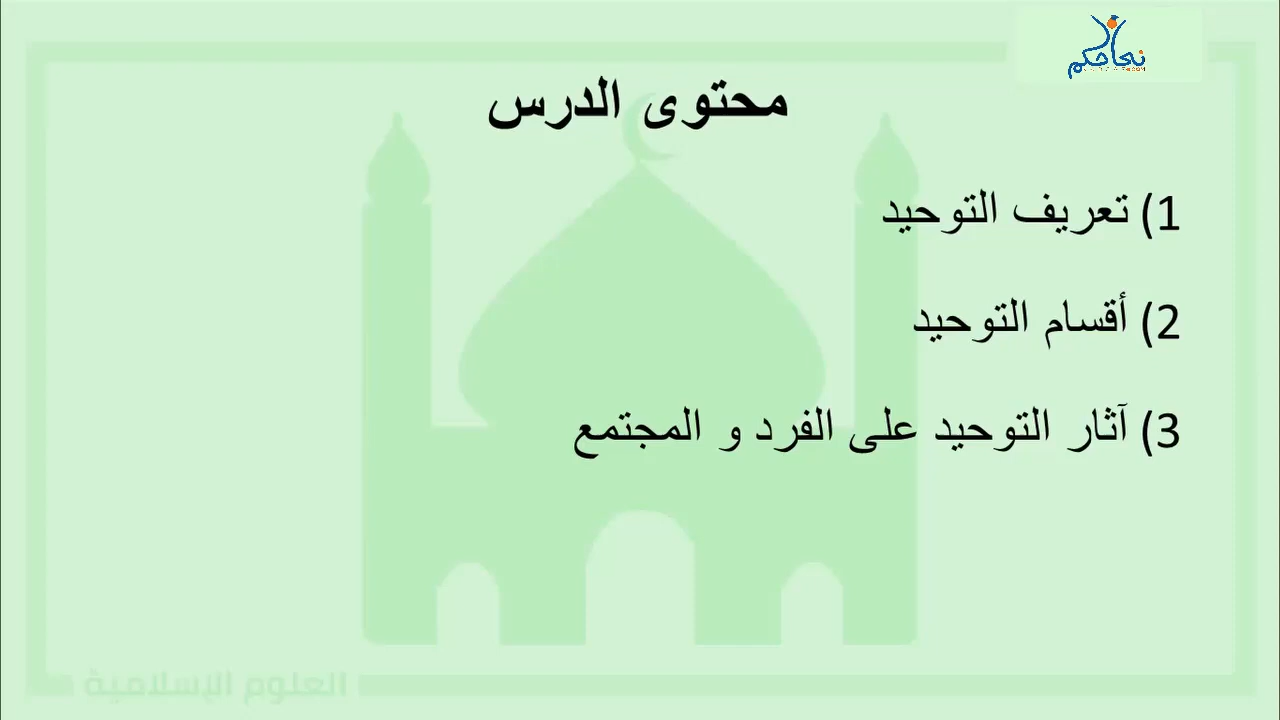 نجاحكم
محتوى الدرس
1) تعريف التوحيد
2) أقسام التوحيد
3) آثار التوحيد على الفرد و المجتمع
العلوم الإسلامية